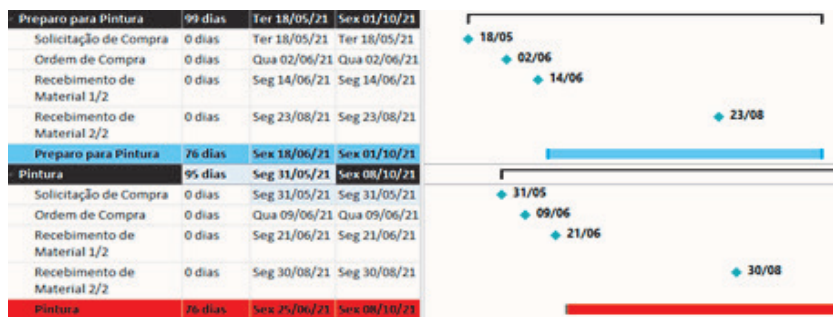 Preparo para Pintura 99 dias Ter 18/05/21 Sex 01/10/21
Solicitação de Compra 0 dias Ter 18/05/21 Ter 18/05/21 18/05
Ordem de Compra 0 dias Qua 02/06/21 Qua 02/06/21 02/06
Recebimento de 0 dias Seg 14/06/21 Seg 14/06/21 14/06
Material 1/2
Recebimento de 0 dias Seg 23/08/21 Seg 23/08/21 23/08
Material 2/2
Preparo para Pintura 76 dias Sex 18/06/21 Sex 01/10/21
Pintura 95 dias Seg 31/05/21 Sex 08/10/21
Solicitação de Compra 0 dias Seg 31/05/21 Seg 31/05/21 31/05
Ordem de Compra 0 dias Qua 09/06/21 Qua 09/06/21 09/06
Recebimento de 0 dias Seg 21/06/21 Seg 21/06/21 21/06
Material 1/2
Recebimento de 0 dias Seg 30/08/21 Seg 30/08/21 30/08
Material 2/2
Pintura 76 dias Sex 25/06/21 Sex 08/10/21